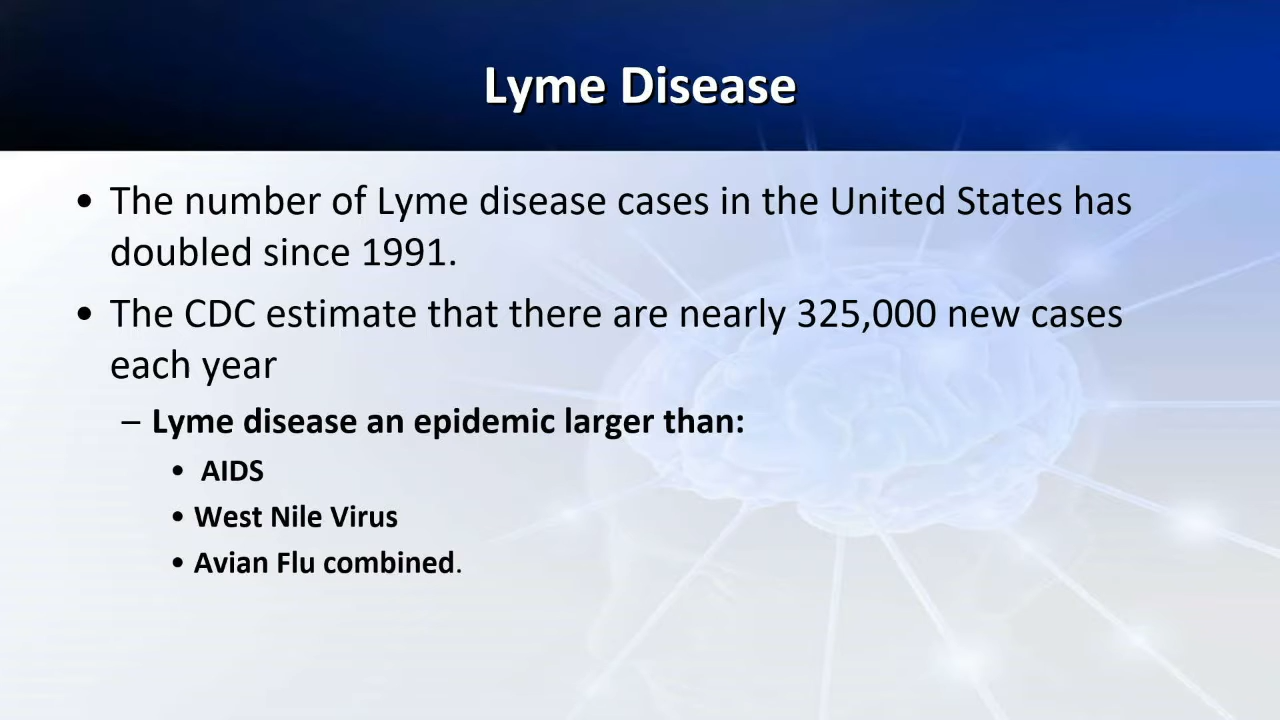 Lyme Disease
• The number of Lyme disease cases in the United States has
doubled since 1991.
• The CDC estimate that there are nearly 325,000 new cases
each year
– Lyme disease an epidemic larger than:
• AIDS
• West Nile Virus
• Avian Flu combined.